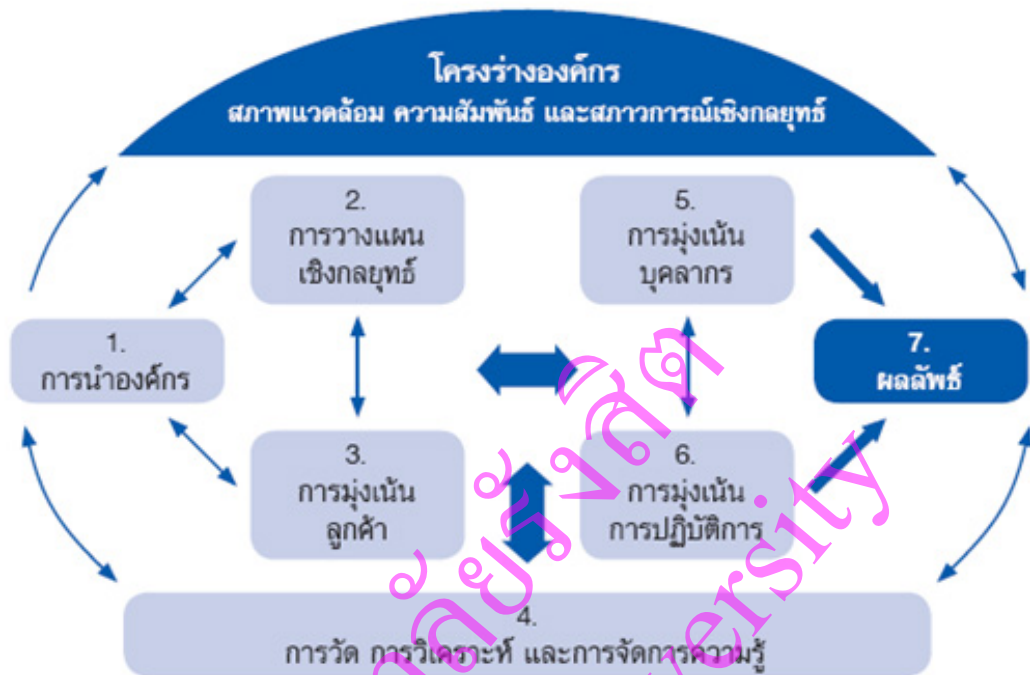 โครงร่างองค์กร
สภาพแวดล้อม ความสัมพันธ์ และสภาวการณ์เชิงกลยุทธ์
1.
การนำองค์กร
2.
การวางแผน
เชิงกลยุทธ์
3.
การมุ่งเน้น
ลูกค้า
5.
การมุ่งเน้น
บุคลากร
6.
การมุ่งเน้น
การปฏิบัติการ
7.
ผลลัพธ์
4.
การวัด การวิเคราะห์ และการจัดการความรู้